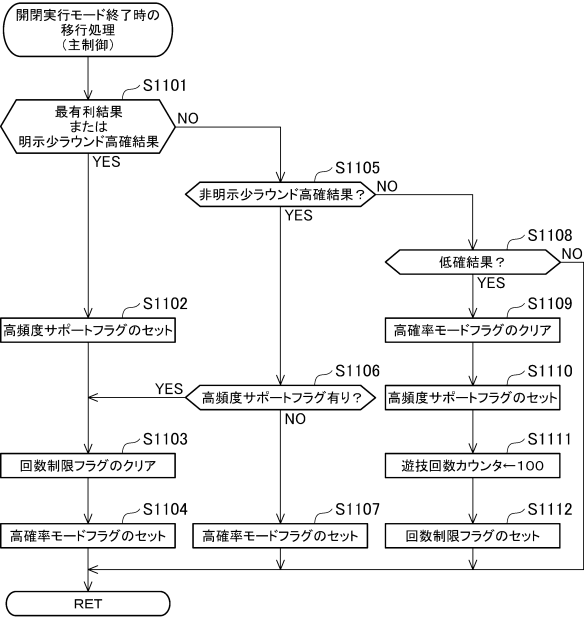 開閉実行モード終了時の
移行処理
（主制御）
S1101
最有利結果
または
明示少ラウンド高確結果
NO
YES
S1105
非明示少ラウンド高確結果？
NO
YES
S1108
低確結果？
NO
YES
S1102
高頻度サポートフラグのセット
S1109
高確率モードフラグのクリア
S1106
高頻度サポートフラグ有り？
YES
NO
S1110
高頻度サポートフラグのセット
S1103
回数制限フラグのクリア
S1111
遊技回数カウンタ←１００
S1104
高確率モードフラグのセット
S1107
高確率モードフラグのセット
S1112
回数制限フラグのセット
RET